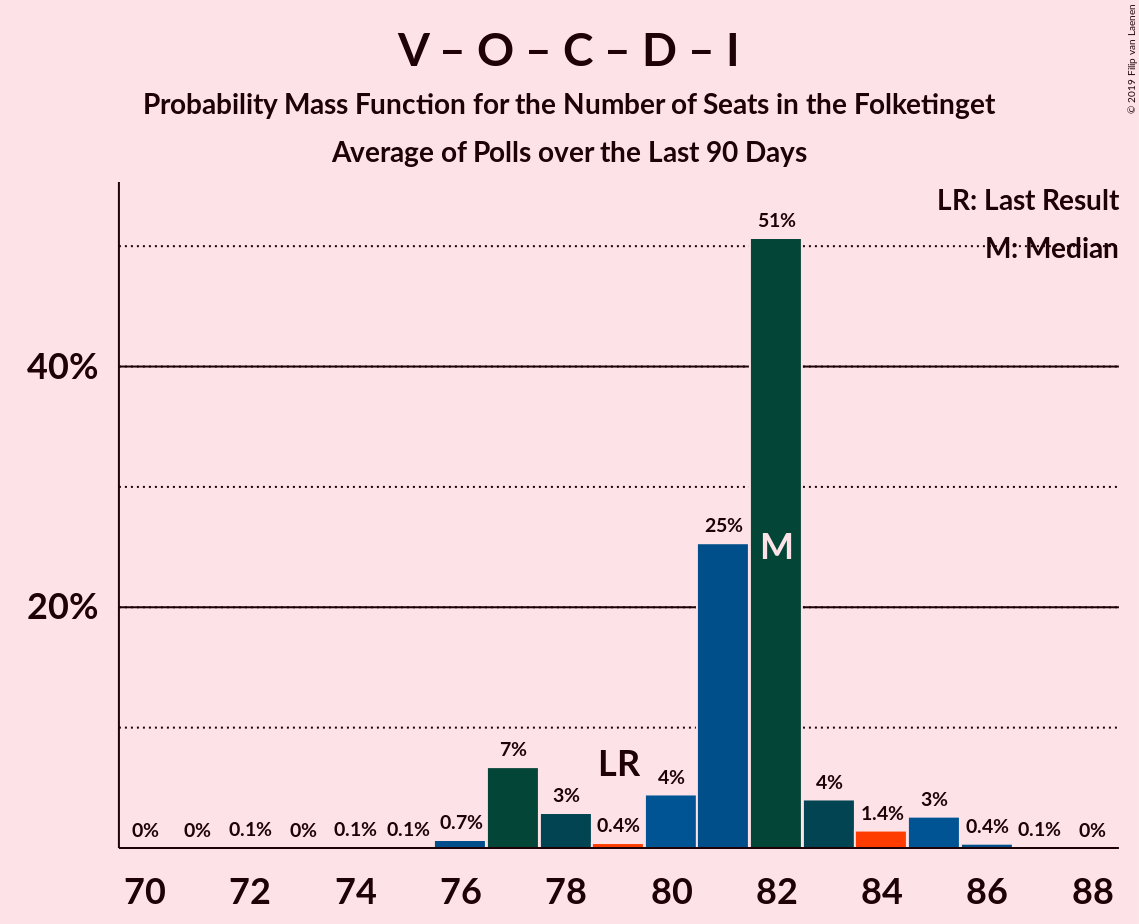 V – O – C – D – I
Probability Mass Function for the Number of Seats in the Folketinget
Average of Polls over the Last 90 Days
© 2019 Filip van Laenen
LR: Last Result
M: Median
40%
20%
0%
0%
0.1%
0%
0.1%
0.1%
0.7%
7%
3%
0.4%
LR
4%
25%
51%
M
4%
1.4%
3%
0.4%
0.1%
0%
70 72 74 76 78 80 82 84 86 88